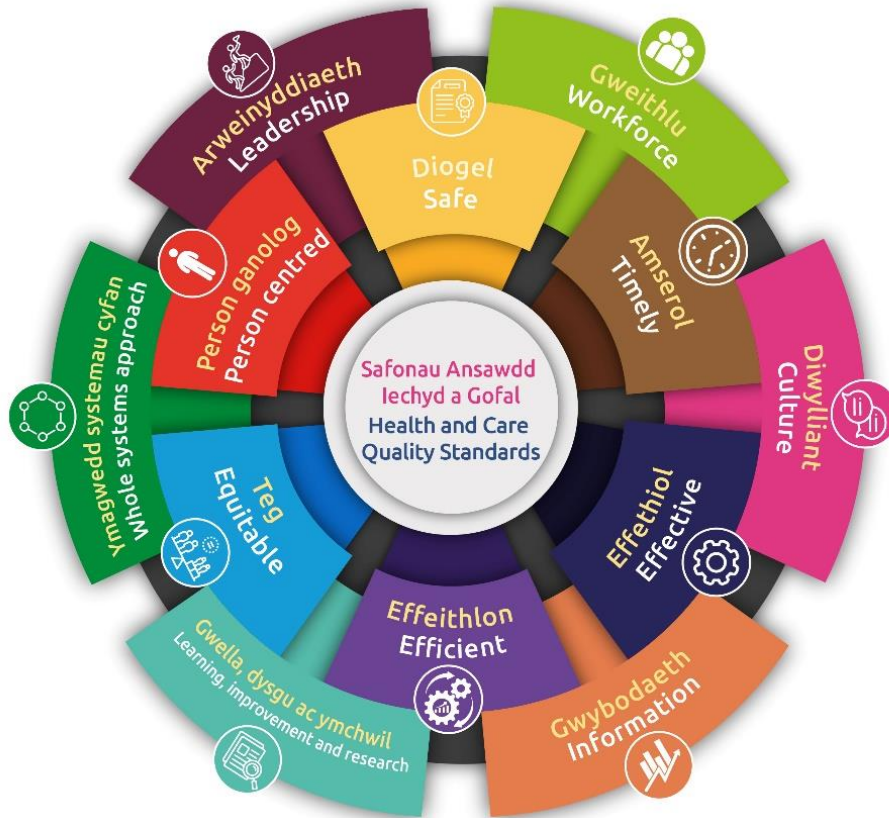 Safonau Ansawdd
Iechyd a Gofal
Health and Care
Quality Standards
Diogel
Safe
Amserol
Timely
Effethiol
Effective
Effeithlon
Efficient
Teg
Equitable
Person ganolog
Person centred
Arweinyddiaeth
Leadership
Gweithlu
Workforce
Diwylliant
Culture
Gwybodaeth
Information
Gwella, dysgu ac ymchwil
Learning, improvement and research
Ymagwedd systemau cyfan
Whole systems approach